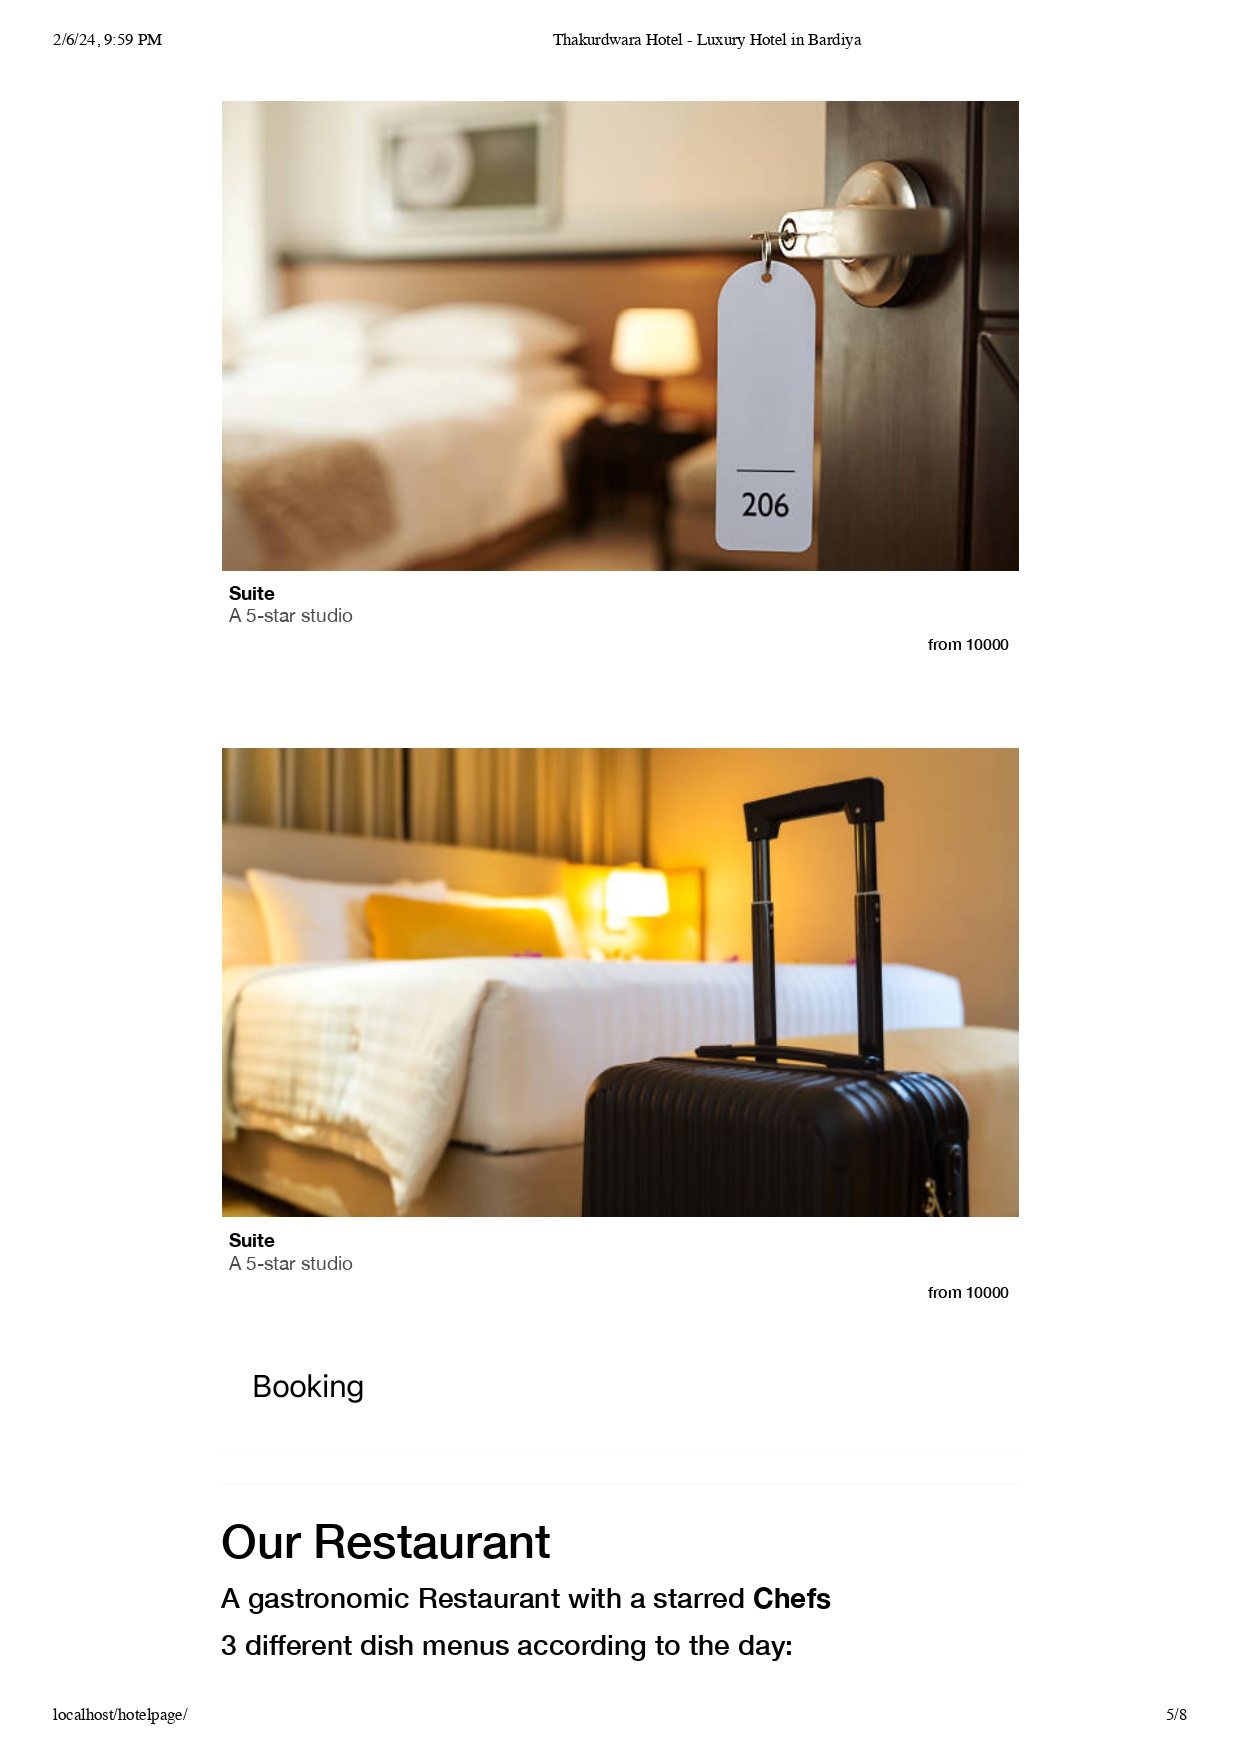 2/6/24, 9:59 PM
Thakurdwara Hotel - Luxury Hotel in Bardiya
206
Suite
A 5-star studio
from 10000
Suite
A 5-star studio
from 10000
Booking
Our Restaurant
A gastronomic Restaurant with a starred Chefs
3 different dish menus according to the day:
localhost/hotelpage/
5/8